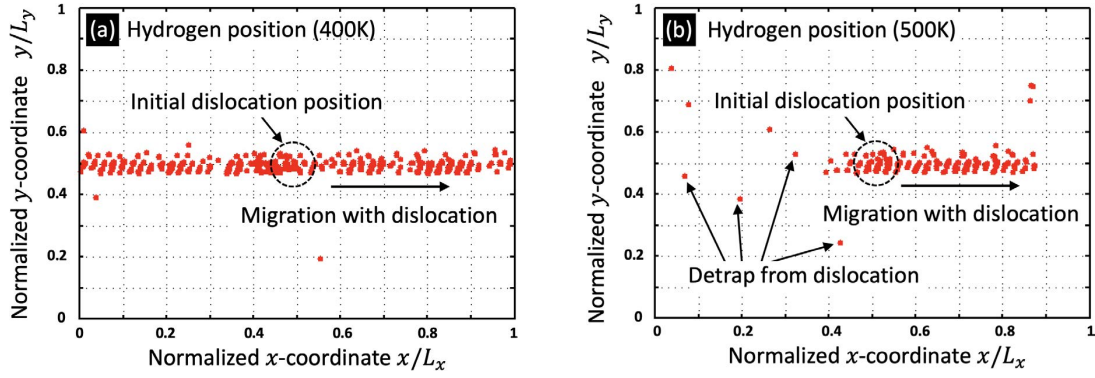 (a) Hydrogen position (400K)
Normalized y-coordinate y/L_y
1
0.8
0.6
0.4
0.2
0
Initial dislocation position
Migration with dislocation
0 0.2 0.4 0.6 0.8 1
Normalized x-coordinate x/L_x
(b) Hydrogen position (500K)
Normalized y-coordinate y/L_y
1
0.8
0.6
0.4
0.2
0
Initial dislocation position
Migration with dislocation
Detrap from dislocation
0 0.2 0.4 0.6 0.8 1
Normalized x-coordinate x/L_x